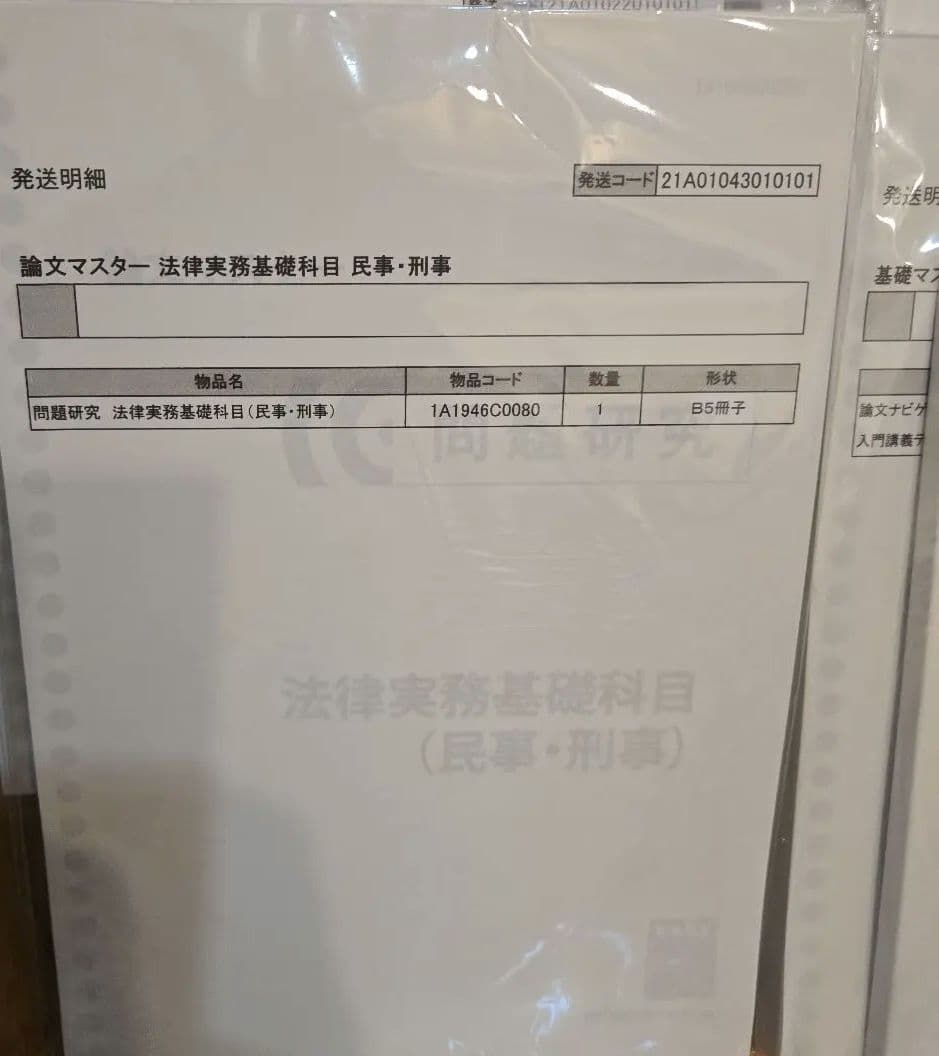 発送明細
発送コード 21A01043010101
論文マスター 法律実務基礎科目 民事・刑事
物品名 物品コード 数量 形状
問題研究 法律実務基礎科目(民事・刑事) 1A1946C0080 1 B5冊子
問題研究
法律実務基礎科目
(民事・刑事)
発送明
基礎マス
論文ナビゲ
入門講義テ